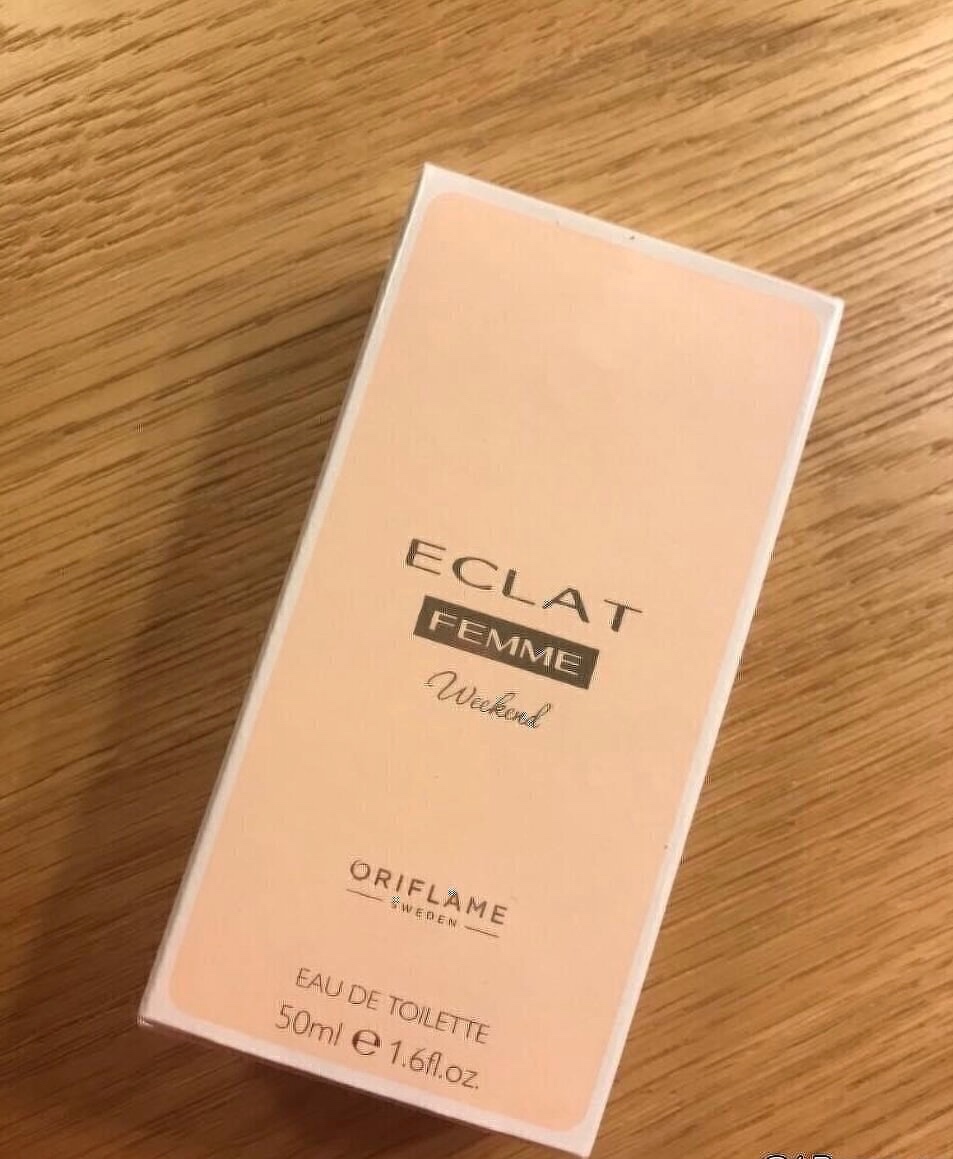 ECLAT
FEMME
Weekend
ORIFLAME
SWEDEN
EAU DE TOILETTE
50ml e 1.6fl.oz.